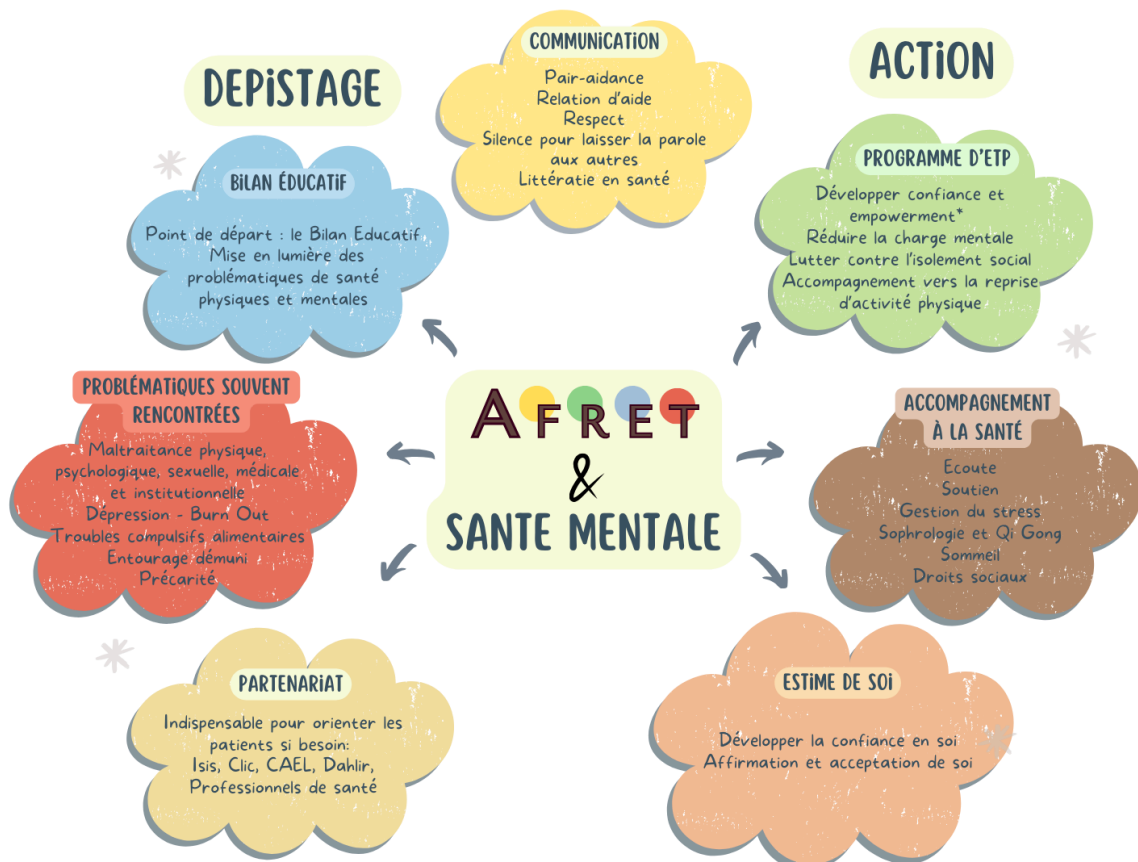 DEPiSTAGE
BiLAN ÉDUCATiF
Point de départ : le Bilan Educatif
Mise en lumière des
problématiques de santé
physiques et mentales
PROBLÉMATiQUES SOUVENT
RENCONTRÉES
Maltraitance physique,
psychologique, sexuelle, médicale
et institutionnelle
Dépression - Burn Out
Troubles compulsifs alimentaires
Entourage démuni
Précarité
PARTENARiAT
Indispensable pour orienter les
patients si besoin:
Isis, Clic, CAEL, Dahlir,
Professionnels de santé
COMMUNiCATiON
Pair-aidance
Relation d'aide
Respect
Silence pour laisser la parole
aux autres
Littératie en santé
AFRET
&
SANTE MENTALE
ACTiON
PROGRAMME D'ETP
Développer confiance et
empowerment*
Réduire la charge mentale
Lutter contre l'isolement social
Accompagnement vers la reprise
d'activité physique
ACCOMPAGNEMENT
À LA SANTÉ
Ecoute
Soutien
Gestion du stress
Sophrologie et Qi Gong
Sommeil
Droits sociaux
ESTiME DE SOi
Développer la confiance en soi
Affirmation et acceptation de soi